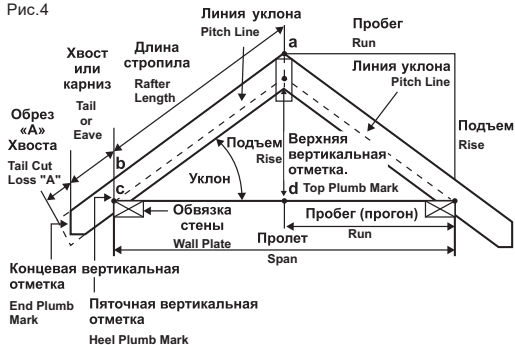 Рис.4
Линия уклона
Pitch Line
Пробег
Run
a
Длина
стропила
Rafter
Length
Хвост
или
карниз
Tail
or
Eave
Линия уклона
Pitch Line
Обрез
«А»
Хвоста
Tail Cut
Loss "A"
Подъем
Rise
Подъем
Rise
Верхняя
вертикальная
отметка.
Top Plumb Mark
b
c
d
Уклон
Обвязка
стены
Wall Plate
Пробег (прогон)
Run
Пролет
Span
Концевая вертикальная
отметка
End Plumb
Mark
Пяточная вертикальная
отметка
Heel Plumb Mark